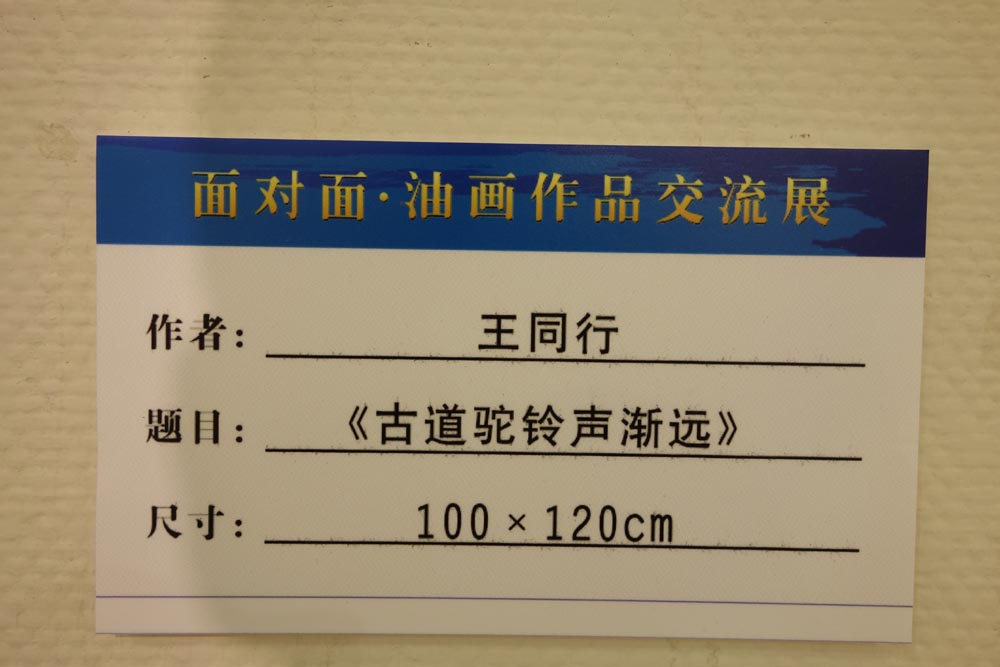 面对面·油画作品交流展
作者：王同行
题目：《古道驼铃声渐远》
尺寸：100×120cm